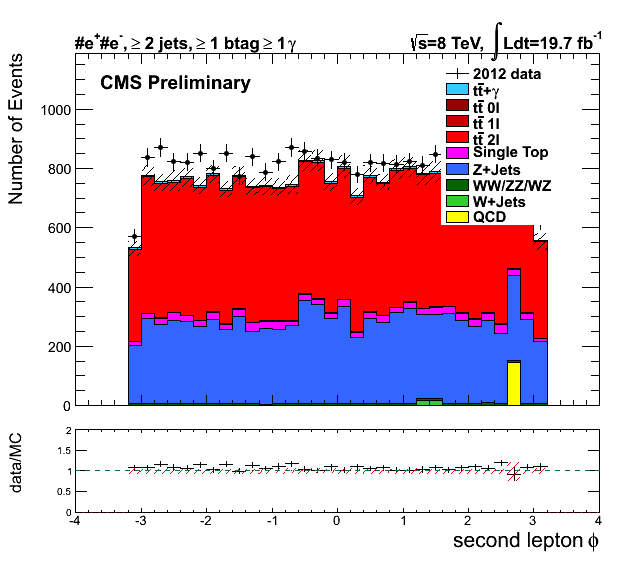 #e⁺#e⁻, ≥ 2 jets, ≥ 1 btag ≥ 1 γ
√s=8 TeV, ∫Ldt=19.7 fb⁻¹
CMS Preliminary
2012 data
tt̄+γ
tt̄ 0l
tt̄ 1l
tt̄ 2l
Single Top
Z+Jets
WW/ZZ/WZ
W+Jets
QCD
Number of Events
1000
800
600
400
200
0
data/MC
2
1.5
1
0.5
0
-4 -3 -2 -1 0 1 2 3 4
second lepton ϕ